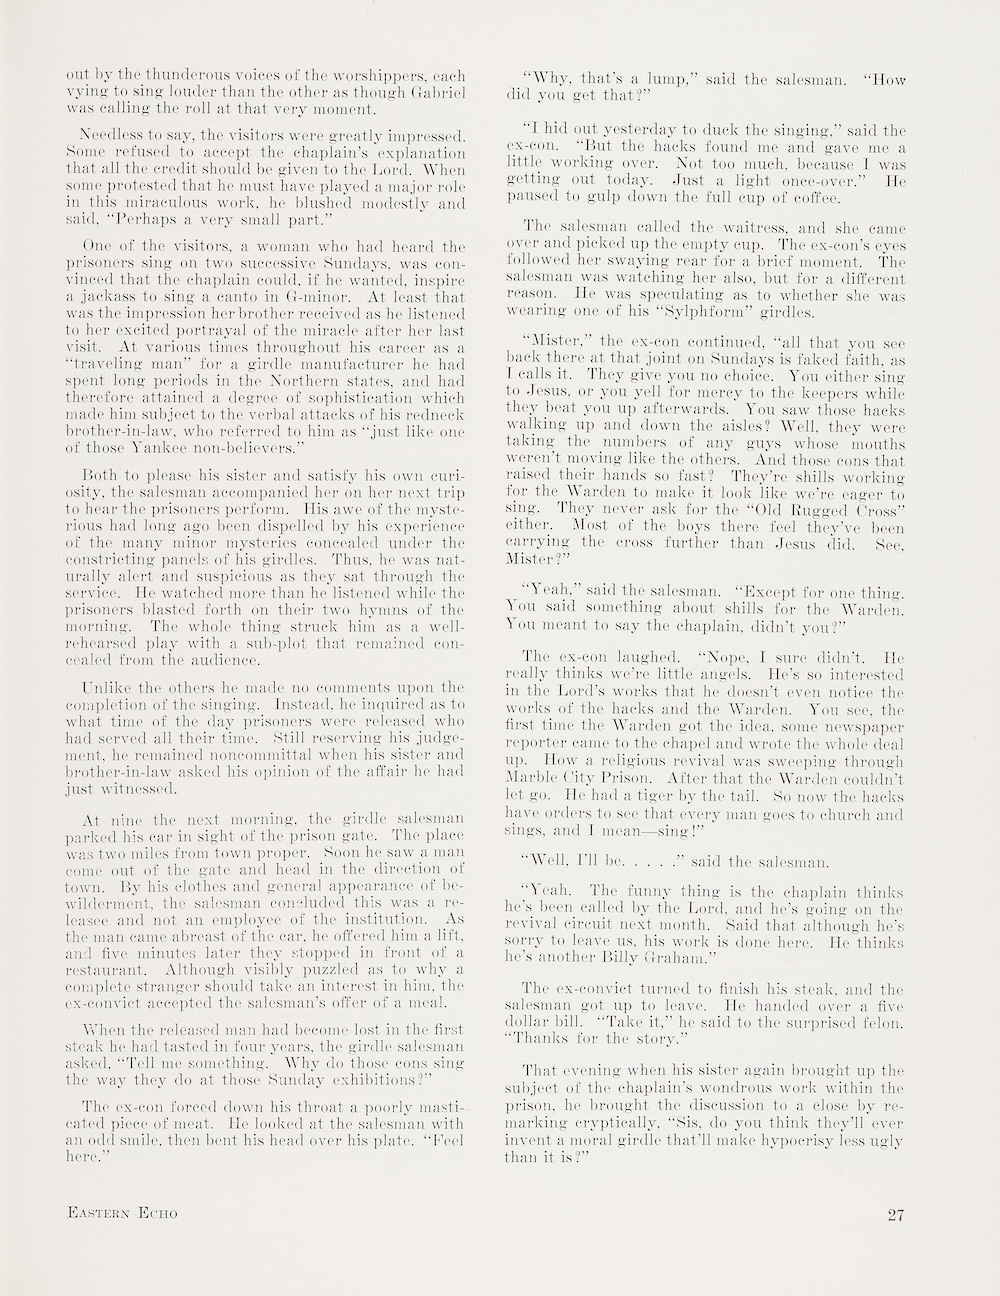 out by the thunderous voices of the worshippers, each
vying to sing louder than the other as though Gabriel
was calling the roll at that very moment.
Needless to say, the visitors were greatly impressed.
Some refused to accept the chaplain's explanation
that all the credit should be given to the Lord. When
some protested that he must have played a major role
in this miraculous work, he blushed modestly and
said, "Perhaps a very small part."
One of the visitors, a woman who had heard the
prisoners sing on two successive Sundays, was con-
vinced that the chaplain could, if he wanted, inspire
a jackass to sing a canto in G-minor. At least that
was the impression her brother received as he listened
to her excited portrayal of the miracle after her last
visit. At various times throughout his career as a
"traveling man" for a girdle manufacturer he had
spent long periods in the Northern states, and had
therefore attained a degree of sophistication which
made him subject to the verbal attacks of his redneck
brother-in-law, who referred to him as "just like one
of those Yankee non-believers."
Both to please his sister and satisfy his own curi-
osity, the salesman accompanied her on her next trip
to hear the prisoners perform. His awe of the myste-
rious had long ago been dispelled by his experience
of the many minor mysteries concealed under the
constricting panels of his girdles. Thus, he was nat-
urally alert and suspicious as they sat through the
service. He watched more than he listened while the
prisoners blasted forth on their two hymns of the
morning. The whole thing struck him as a well-
rehearsed play with a sub-plot that remained con-
cealed from the audience.
Unlike the others he made no comments upon the
completion of the singing. Instead, he inquired as to
what time of the day prisoners were released who
had served all their time. Still reserving his judge-
ment, he remained noncommittal when his sister and
brother-in-law asked his opinion of the affair he had
just witnessed.
At nine the next morning, the girdle salesman
parked his car in sight of the prison gate. The place
was two miles from town proper. Soon he saw a man
come out of the gate and head in the direction of
town. By his clothes and general appearance of be-
wilderment, the salesman concluded this was a re-
leasee and not an employee of the institution. As
the man came abreast of the car, he offered him a lift,
and five minutes later they stopped in front of a
restaurant. Although visibly puzzled as to why a
complete stranger should take an interest in him, the
ex-convict accepted the salesman's offer of a meal.
When the released man had become lost in the first
steak he had tasted in four years, the girdle salesman
asked, "Tell me something. Why do those cons sing
the way they do at those Sunday exhibitions?"
The ex-con forced down his throat a poorly masti-
cated piece of meat. He looked at the salesman with
an odd smile, then bent his head over his plate. "Feel
here."
"Why, that's a lump," said the salesman. "How
did you get that?"
"I hid out yesterday to duck the singing," said the
ex-con. "But the hacks found me and gave me a
little working over. Not too much, because I was
getting out today. Just a light once-over." He
paused to gulp down the full cup of coffee.
The salesman called the waitress, and she came
over and picked up the empty cup. The ex-con's eyes
followed her swaying rear for a brief moment. The
salesman was watching her also, but for a different
reason. He was speculating as to whether she was
wearing one of his "Sylphform" girdles.
"Mister," the ex-con continued, "all that you see
back there at that joint on Sundays is faked faith, as
I calls it. They give you no choice. You either sing
to Jesus, or you yell for mercy to the keepers while
they beat you up afterwards. You saw those hacks
walking up and down the aisles? Well, they were
taking the numbers of any guys whose mouths
weren't moving like the others. And those cons that
raised their hands so fast? They're shills working
for the Warden to make it look like we're eager to
sing. They never ask for the "Old Rugged Cross"
either. Most of the boys there feel they've been
carrying the cross further than Jesus did. See,
Mister?"
"Yeah," said the salesman. "Except for one thing.
You said something about shills for the Warden.
You meant to say the chaplain, didn't you?"
The ex-con laughed. "Nope, I sure didn't. He
really thinks we're little angels. He's so interested
in the Lord's works that he doesn't even notice the
works of the hacks and the Warden. You see, the
first time the Warden got the idea, some newspaper
reporter came to the chapel and wrote the whole deal
up. How a religious revival was sweeping through
Marble City Prison. After that the Warden couldn't
let go. He had a tiger by the tail. So now the hacks
have orders to see that every man goes to church and
sings, and I mean—sing!"
"Well, I'll be. . . . ." said the salesman.
"Yeah. The funny thing is the chaplain thinks
he's been called by the Lord, and he's going on the
revival circuit next month. Said that although he's
sorry to leave us, his work is done here. He thinks
he's another Billy Graham."
The ex-convict turned to finish his steak, and the
salesman got up to leave. He handed over a five
dollar bill. "Take it," he said to the surprised felon.
"Thanks for the story."
That evening when his sister again brought up the
subject of the chaplain's wondrous work within the
prison, he brought the discussion to a close by re-
marking cryptically, "Sis, do you think they'll ever
invent a moral girdle that'll make hypocrisy less ugly
than it is?"
EASTERN ECHO
27